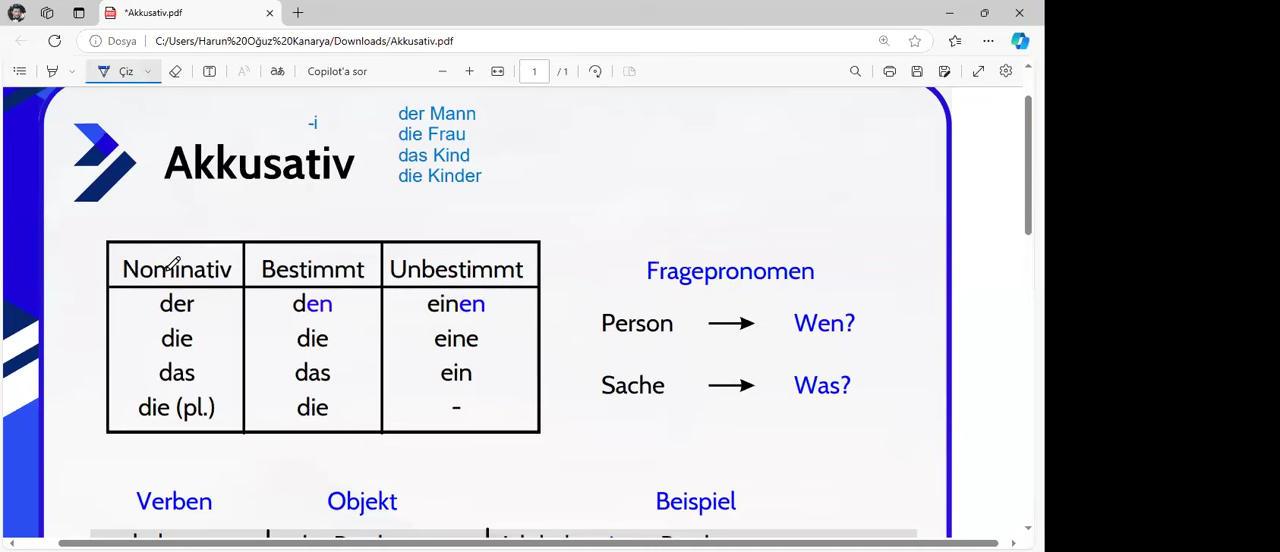 *Akkusativ.pdf
Dosya C:/Users/Harun%20Oğuz%20Kanarya/Downloads/Akkusativ.pdf
Çiz aあ Copilot'a sor 1 / 1
-i
der Mann
die Frau
das Kind
die Kinder
Akkusativ
Nominativ Bestimmt Unbestimmt
der den einen
die die eine
das das ein
die (pl.) die -
Fragepronomen
Person Wen?
Sache Was?
Verben Objekt Beispiel